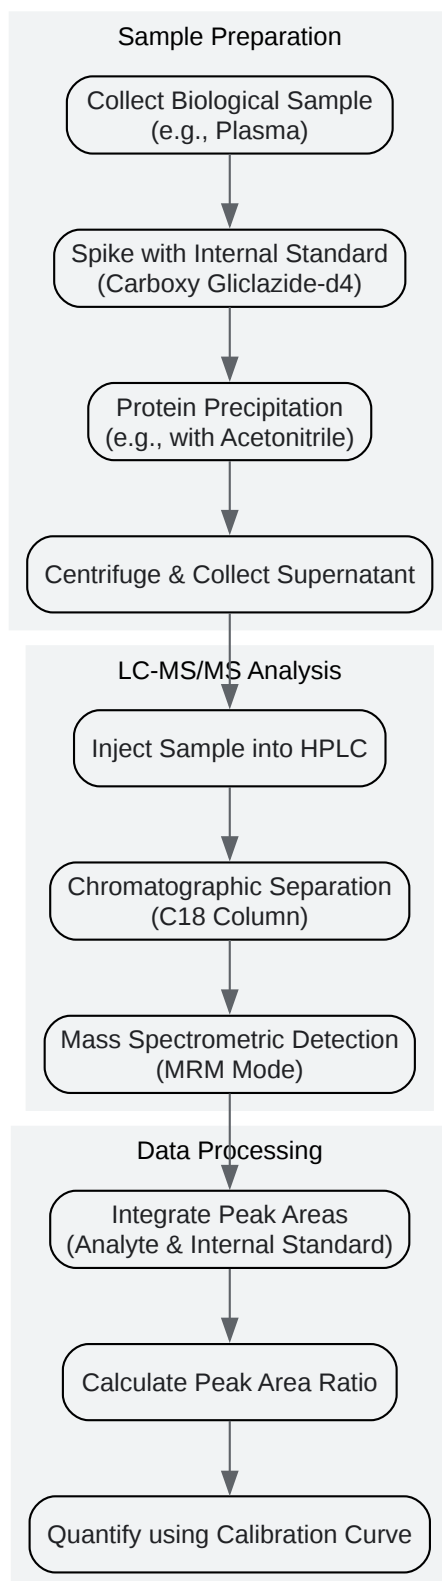 Sample Preparation
Collect Biological Sample
(e.g., Plasma)
Spike with Internal Standard
(Carboxy Gliclazide-d4)
Protein Precipitation
(e.g., with Acetonitrile)
Centrifuge & Collect Supernatant
LC-MS/MS Analysis
Inject Sample into HPLC
Chromatographic Separation
(C18 Column)
Mass Spectrometric Detection
(MRM Mode)
Data Processing
Integrate Peak Areas
(Analyte & Internal Standard)
Calculate Peak Area Ratio
Quantify using Calibration Curve